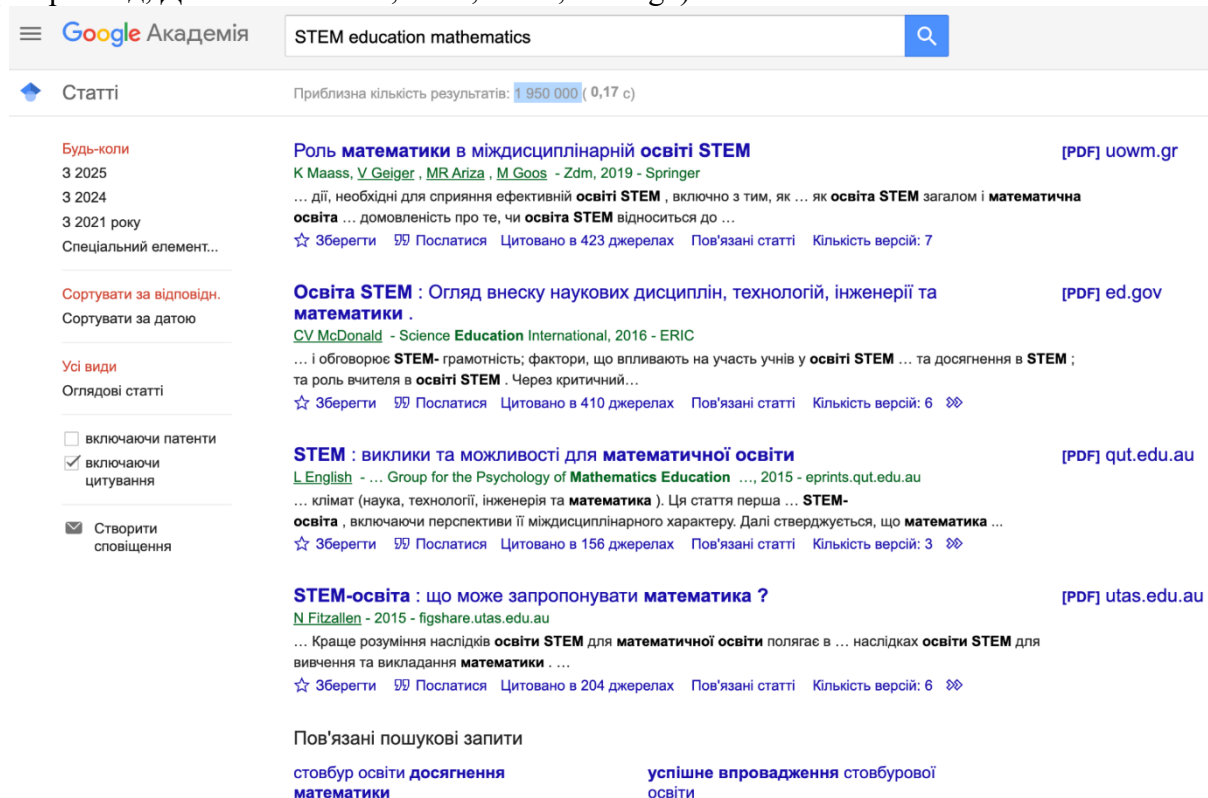 Google Академія
STEM education mathematics
Статті
Приблизна кількість результатів: 1 950 000 ( 0,17 с)
Будь-коли
З 2025
З 2024
З 2021 року
Спеціальний елемент...
Сортувати за відповідн.
Сортувати за датою
Усі види
Оглядові статті
включаючи патенти
включаючи
цитування
Створити
сповіщення
Роль математики в міждисциплінарній освіті STEM
[PDF] uowm.gr
K Maass, V Geiger , MR Ariza , M Goos - Zdm, 2019 - Springer
… дії, необхідні для сприяння ефективній освіті STEM , включно з тим, як … як освіта STEM загалом і математична
освіта … домовленість про те, чи освіта STEM відноситься до …
Зберегти Послатися Цитовано в 423 джерелах Пов'язані статті Кількість версій: 7
Освіта STEM : Огляд внеску наукових дисциплін, технологій, інженерії та
математики .
[PDF] ed.gov
CV McDonald - Science Education International, 2016 - ERIC
… і обговорює STEM- грамотність; фактори, що впливають на участь учнів у освіті STEM … та досягнення в STEM ;
та роль вчителя в освіті STEM . Через критичний…
Зберегти Послатися Цитовано в 410 джерелах Пов'язані статті Кількість версій: 6
STEM : виклики та можливості для математичної освіти
[PDF] qut.edu.au
L English - … Group for the Psychology of Mathematics Education …, 2015 - eprints.qut.edu.au
… клімат (наука, технології, інженерія та математика ). Ця стаття перша … STEM-
освіта , включаючи перспективи її міждисциплінарного характеру. Далі стверджується, що математика ...
Зберегти Послатися Цитовано в 156 джерелах Пов'язані статті Кількість версій: 3
STEM-освіта : що може запропонувати математика ?
[PDF] utas.edu.au
N Fitzallen - 2015 - figshare.utas.edu.au
… Краще розуміння наслідків освіти STEM для математичної освіти полягає в … наслідках освіти STEM для
вивчення та викладання математики . …
Зберегти Послатися Цитовано в 204 джерелах Пов'язані статті Кількість версій: 6
Пов'язані пошукові запити
стовбур освіти досягнення
математики
успішне впровадження стовбурової
освіти